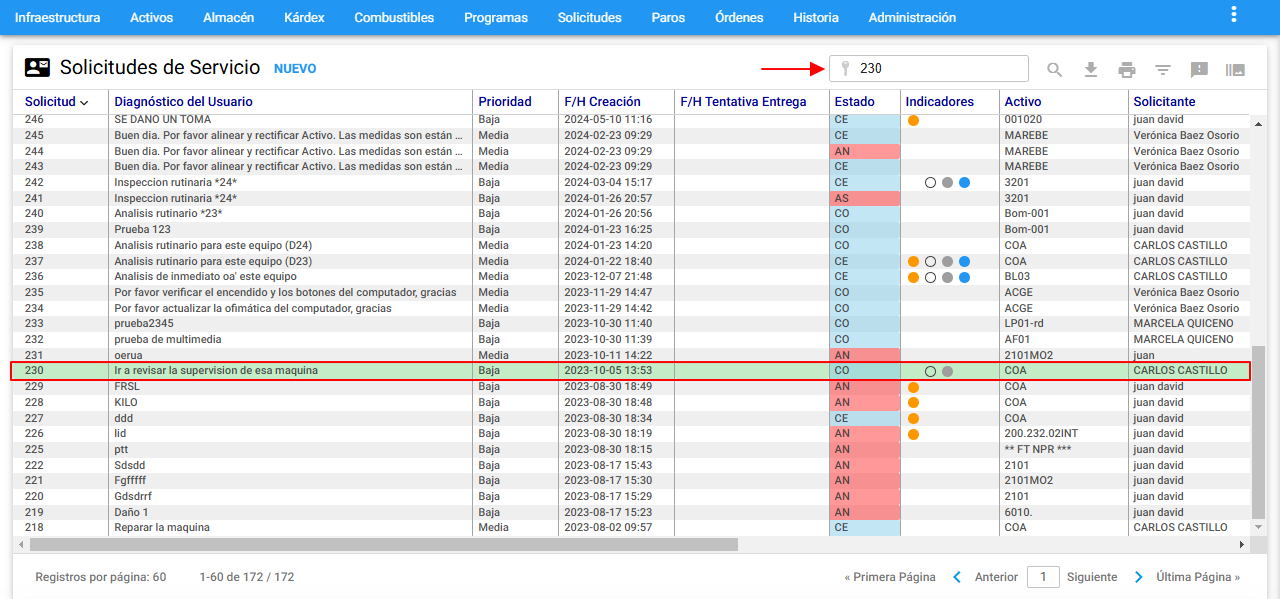 Infraestructura Activos Almacén Kárdex Combustibles Programas Solicitudes Paros Órdenes Historia Administración
Solicitudes de Servicio NUEVO 230
Solicitud Diagnóstico del Usuario Prioridad F/H Creación F/H Tentativa Entrega Estado Indicadores Activo Solicitante
246 SE DANO UN TOMA Baja 2024-05-10 11:16 CE 001020 juan david
245 Buen dia. Por favor alinear y rectificar Activo. Las medidas son están ... Media 2024-02-23 09:29 CE MAREBE Verónica Baez Osorio
244 Buen dia. Por favor alinear y rectificar Activo. Las medidas son están ... Media 2024-02-23 09:29 AN MAREBE Verónica Baez Osorio
243 Buen dia. Por favor alinear y rectificar Activo. Las medidas son están ... Media 2024-02-23 09:29 CE MAREBE Verónica Baez Osorio
242 Inspeccion rutinaria *24* Baja 2024-03-04 15:17 CE 3201 juan david
241 Inspeccion rutinaria *24* Baja 2024-01-26 20:57 AS 3201 juan david
240 Analisis rutinario *23* Baja 2024-01-26 20:56 CO Bom-001 juan david
239 Prueba 123 Baja 2024-01-23 16:25 CO Bom-001 juan david
238 Analisis rutinario para este equipo (D24) Media 2024-01-23 14:20 CO COA CARLOS CASTILLO
237 Analisis rutinario para este equipo (D23) Media 2024-01-22 18:40 CE COA CARLOS CASTILLO
236 Analisis de inmediato oa' este equipo Media 2023-12-07 21:48 CE BL03 CARLOS CASTILLO
235 Por favor verificar el encendido y los botones del computador, gracias Media 2023-11-29 14:47 CO ACGE Verónica Baez Osorio
234 Por favor actualizar la ofimática del computador, gracias Media 2023-11-29 14:42 CO ACGE Verónica Baez Osorio
233 prueba2345 Baja 2023-10-30 11:40 CO LP01-rd MARCELA QUICENO
232 prueba de multimedia Baja 2023-10-30 11:39 CO AF01 MARCELA QUICENO
231 oerua Media 2023-10-11 14:22 AN 2101MO2 juan
230 Ir a revisar la supervision de esa maquina Baja 2023-10-05 13:53 CO COA CARLOS CASTILLO
229 FRSL Baja 2023-08-30 18:49 AN COA juan david
228 KILO Baja 2023-08-30 18:48 AN COA juan david
227 ddd Baja 2023-08-30 18:34 CE COA juan david
226 lid Baja 2023-08-30 18:19 AN 200.232.02INT juan david
225 ptt Baja 2023-08-30 18:15 AN ** FT NPR *** juan david
222 Sdsdd Baja 2023-08-17 15:43 AN 2101 juan david
221 Fgfffff Baja 2023-08-17 15:30 AN 2101MO2 juan david
220 Gdsdrrf Baja 2023-08-17 15:29 AN 2101 juan david
219 Daño 1 Baja 2023-08-17 15:23 AN 6010. juan david
218 Reparar la maquina Media 2023-08-02 09:57 CE COA CARLOS CASTILLO
Registros por página: 60 1-60 de 172 / 172 « Primera Página Anterior 1 Siguiente Última Página »